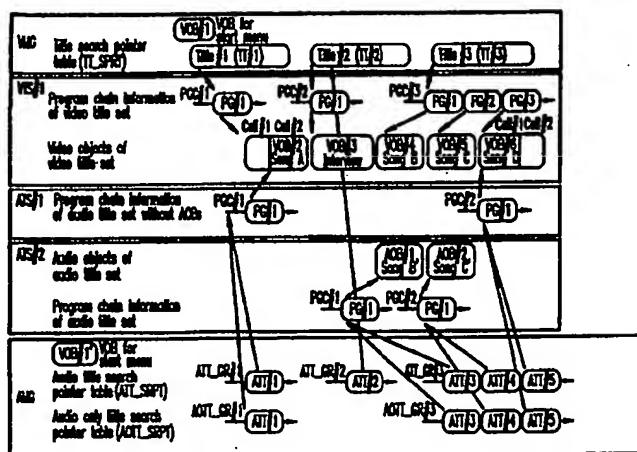 VOB#1 VOB for
start menu
VMG Title search pointer
table (TT_SRPT)
Title #1 (TT#1) Title #2 (TT#2) Title #3 (TT#3)
VTS#1 Program chain information
of video title set
PGC#1 PG#1 PGC#2 PG#1 PGC#3 PG#1 PG#2 PG#3
Cell#1 Cell#2 Cell#1 Cell#2
Video objects of
video title set
VOB#2 Song A VOB#3 Interview VOB#4 Song B VOB#5 Song C VOB#6
ATS#1 Program chain information
of audio title set without AOBs
PGC#1 PG#1 PGC#2 PG#1
ATS#2 Audio objects of
audio title set
AOB#1 Song B' AOB#2 Song C'
Program chain information
of audio title set
PGC#1 PG#1 PGC#2 PG#1
VOB#1 VOB for
start menu
AMG Audio title search
pointer table (ATT_SRPT)
ATT_GR#1 ATT#1 ATT_GR#2 ATT#2 ATT_GR#3 ATT#3 ATT#4 ATT#5
Audio only title search
pointer table (AOTT_SRPT)
AOTT_GR#1 ATT#1 AOTT_GR#3 ATT#3 ATT#4 ATT#5